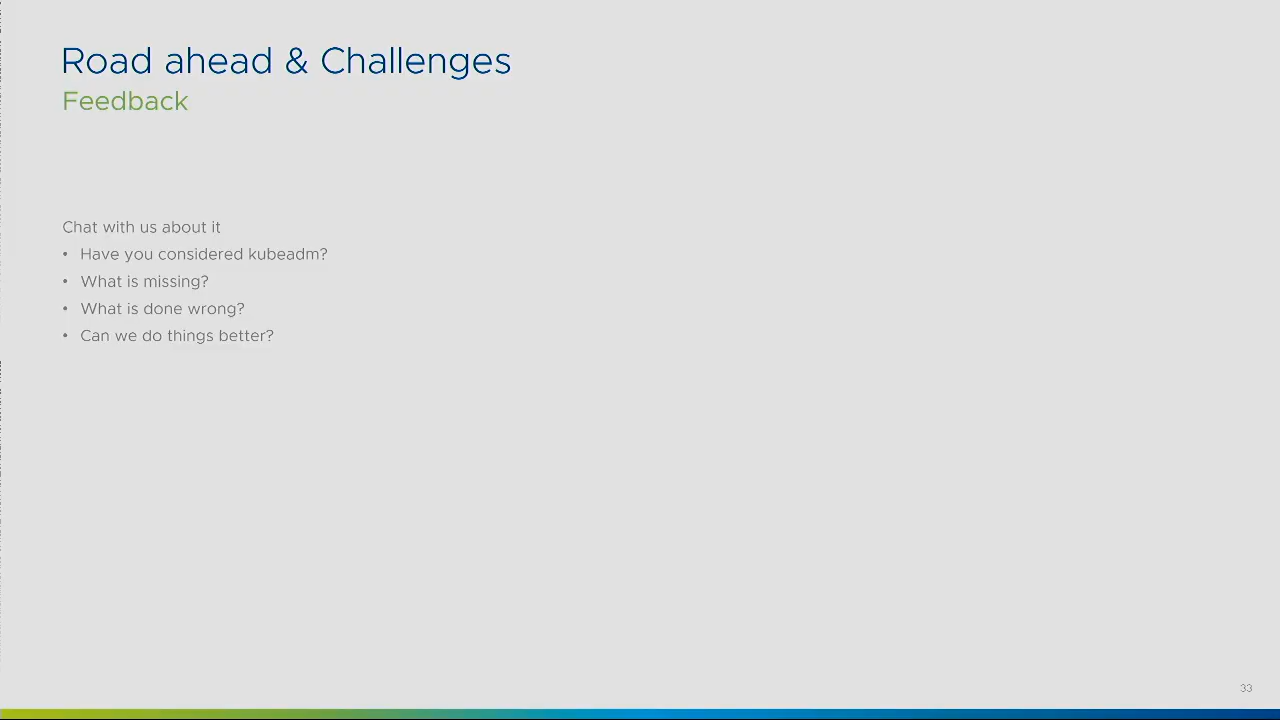 Road ahead & Challenges
Feedback
Chat with us about it
• Have you considered kubeadm?
• What is missing?
• What is done wrong?
• Can we do things better?
33